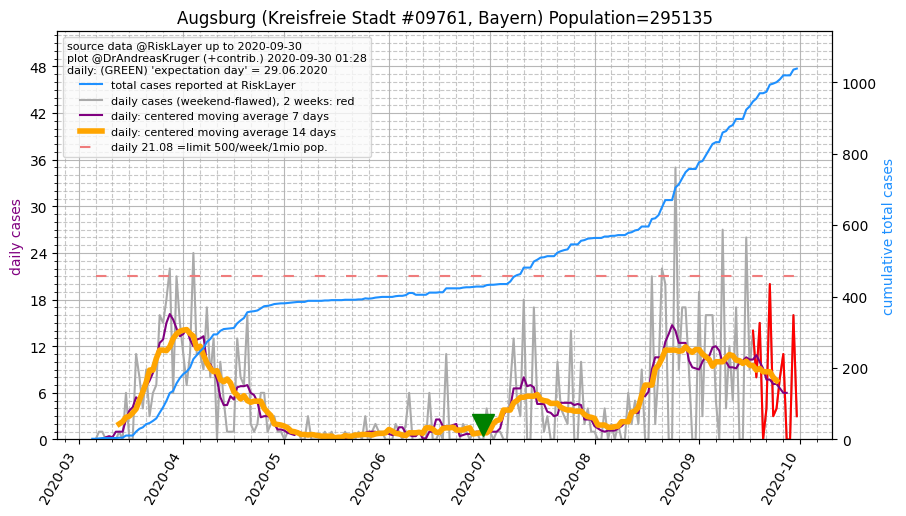 Augsburg (Kreisfreie Stadt #09761, Bayern) Population=295135
source data @RiskLayer up to 2020-09-30
plot @DrAndreasKruger (+contrib.) 2020-09-30 01:28
daily: (GREEN) 'expectation day' = 29.06.2020
total cases reported at RiskLayer
daily cases (weekend-flawed), 2 weeks: red
daily: centered moving average 7 days
daily: centered moving average 14 days
daily 21.08 =limit 500/week/1mio pop.
daily cases
48
42
36
30
24
18
12
6
0
1000
800
600
400
200
0
cumulative total cases
2020-03
2020-04
2020-05
2020-06
2020-07
2020-08
2020-09
2020-10